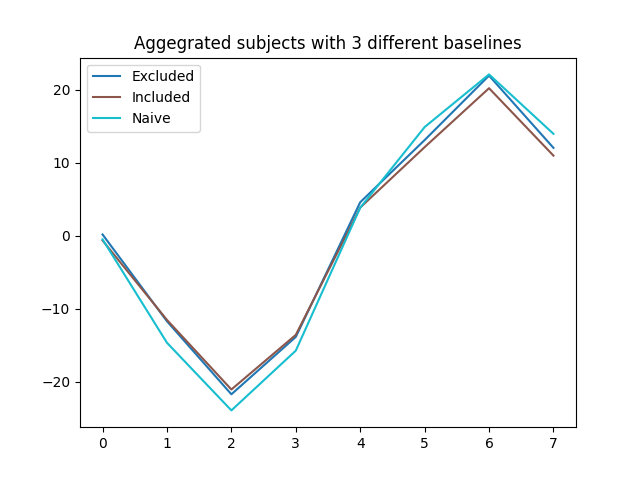 Aggegrated subjects with 3 different baselines
Excluded
Included
Naive
20
10
0
−10
−20
0 1 2 3 4 5 6 7